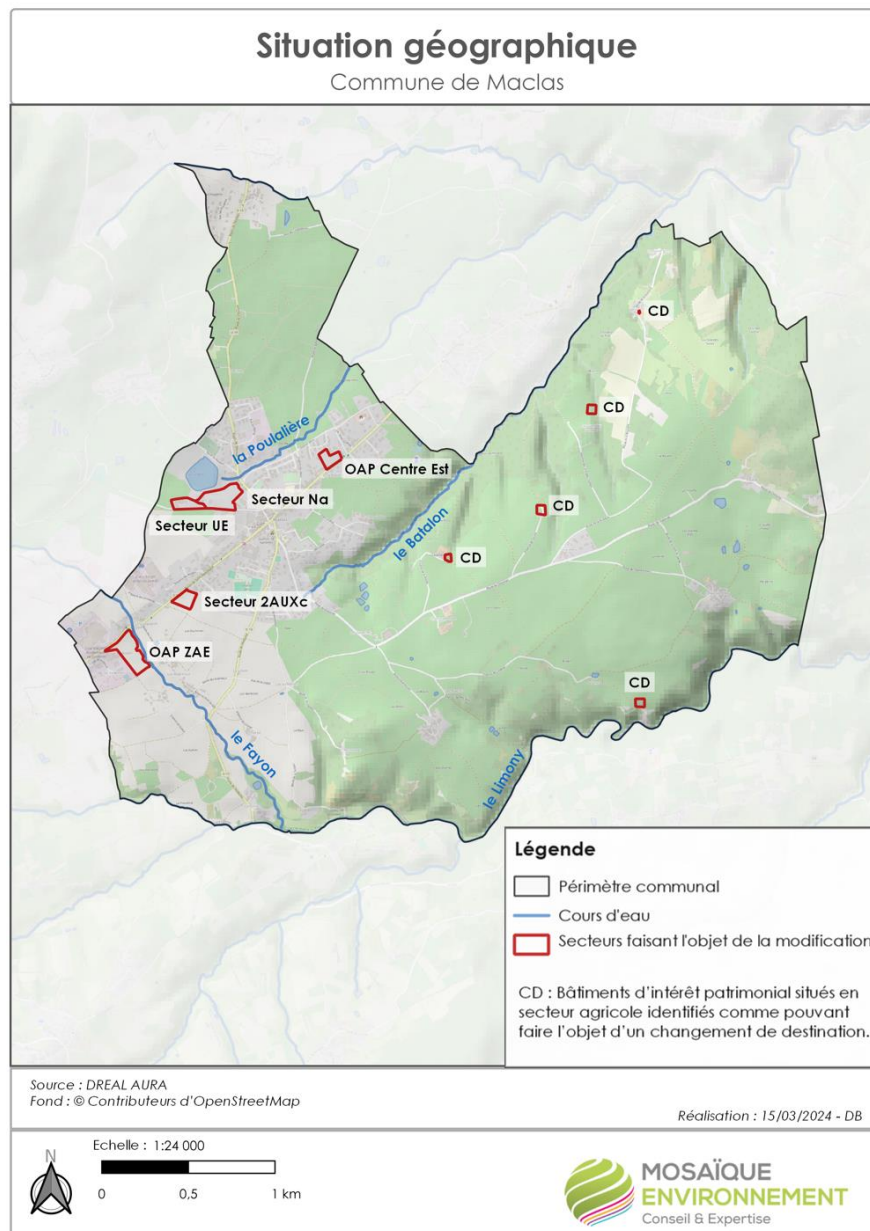 Situation géographique
Commune de Maclas
CD
CD
la Poulalière
OAP Centre Est
Secteur Na
Secteur UE
CD
le Batalon
CD
Secteur 2AUXc
OAP ZAE
CD
le Fayon
le Limony
Légende
Périmètre communal
Cours d'eau
Secteurs faisant l'objet de la modification
CD : Bâtiments d'intérêt patrimonial situés en
secteur agricole identifiés comme pouvant
faire l'objet d'un changement de destination.
Source : DREAL AURA
Fond : © Contributeurs d'OpenStreetMap
Réalisation : 15/03/2024 - DB
N
Echelle : 1:24 000
0 0,5 1 km
MOSAÏQUE
ENVIRONNEMENT
Conseil & Expertise